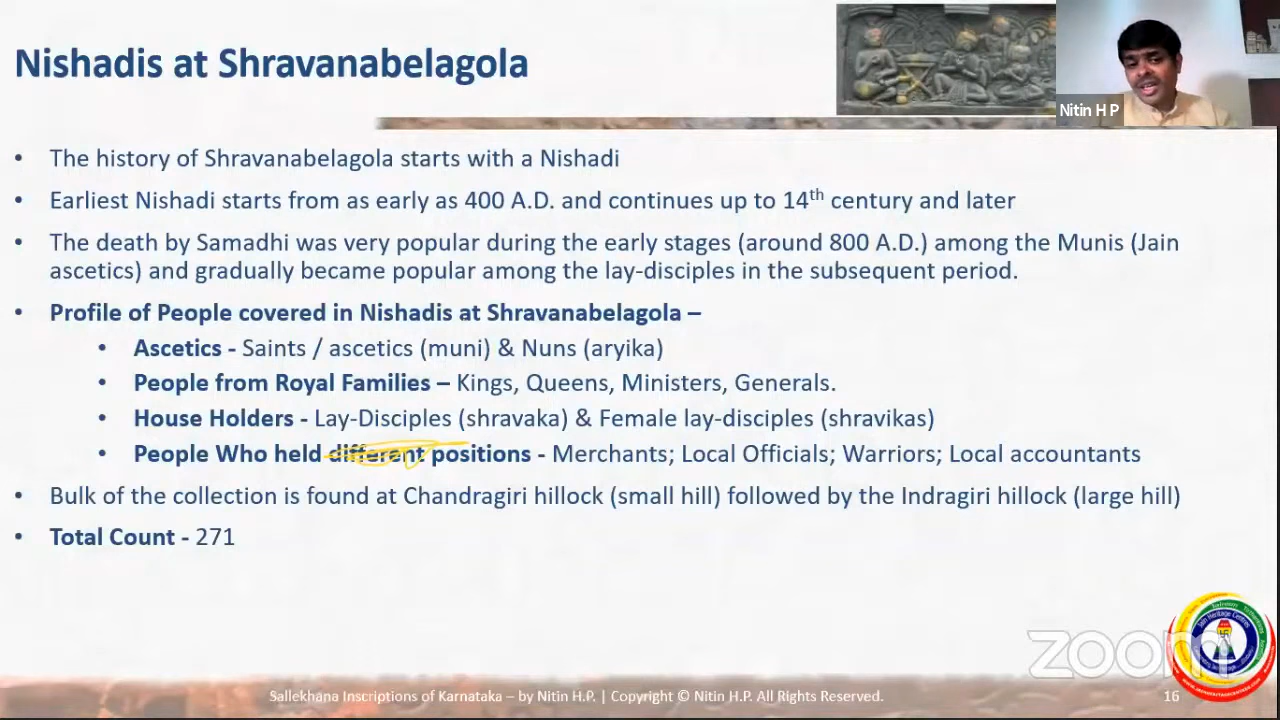 Nishadis at Shravanabelagola
Nitin H P
• The history of Shravanabelagola starts with a Nishadi
• Earliest Nishadi starts from as early as 400 A.D. and continues up to 14th century and later
• The death by Samadhi was very popular during the early stages (around 800 A.D.) among the Munis (Jain
ascetics) and gradually became popular among the lay-disciples in the subsequent period.
• Profile of People covered in Nishadis at Shravanabelagola –
• Ascetics - Saints / ascetics (muni) & Nuns (aryika)
• People from Royal Families – Kings, Queens, Ministers, Generals.
• House Holders - Lay-Disciples (shravaka) & Female lay-disciples (shravikas)
• People Who held different positions - Merchants; Local Officials; Warriors; Local accountants
• Bulk of the collection is found at Chandragiri hillock (small hill) followed by the Indragiri hillock (large hill)
• Total Count - 271
zoom
Sallekhana Inscriptions of Karnataka – by Nitin H.P. | Copyright © Nitin H.P. All Rights Reserved.
16